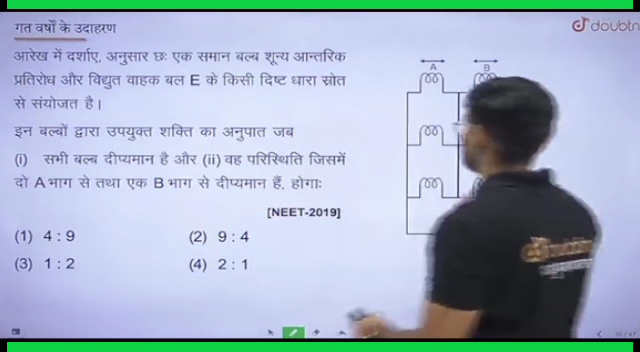 गत वर्षों के उदाहरण
doubtn
आरेख में दर्शाए, अनुसार छः एक समान बल्ब शून्य आन्तरिक
प्रतिरोध और विद्युत वाहक बल E के किसी दिष्ट धारा स्रोत
से संयोजत है।
इन बल्बों द्वारा उपयुक्त शक्ति का अनुपात जब
(i) सभी बल्ब दीप्यमान है और (ii) वह परिस्थिति जिसमें
दो A भाग से तथा एक B भाग से दीप्यमान हैं, होगाः
[NEET-2019]
(1) 4 : 9 (2) 9 : 4
(3) 1 : 2 (4) 2 : 1
A B